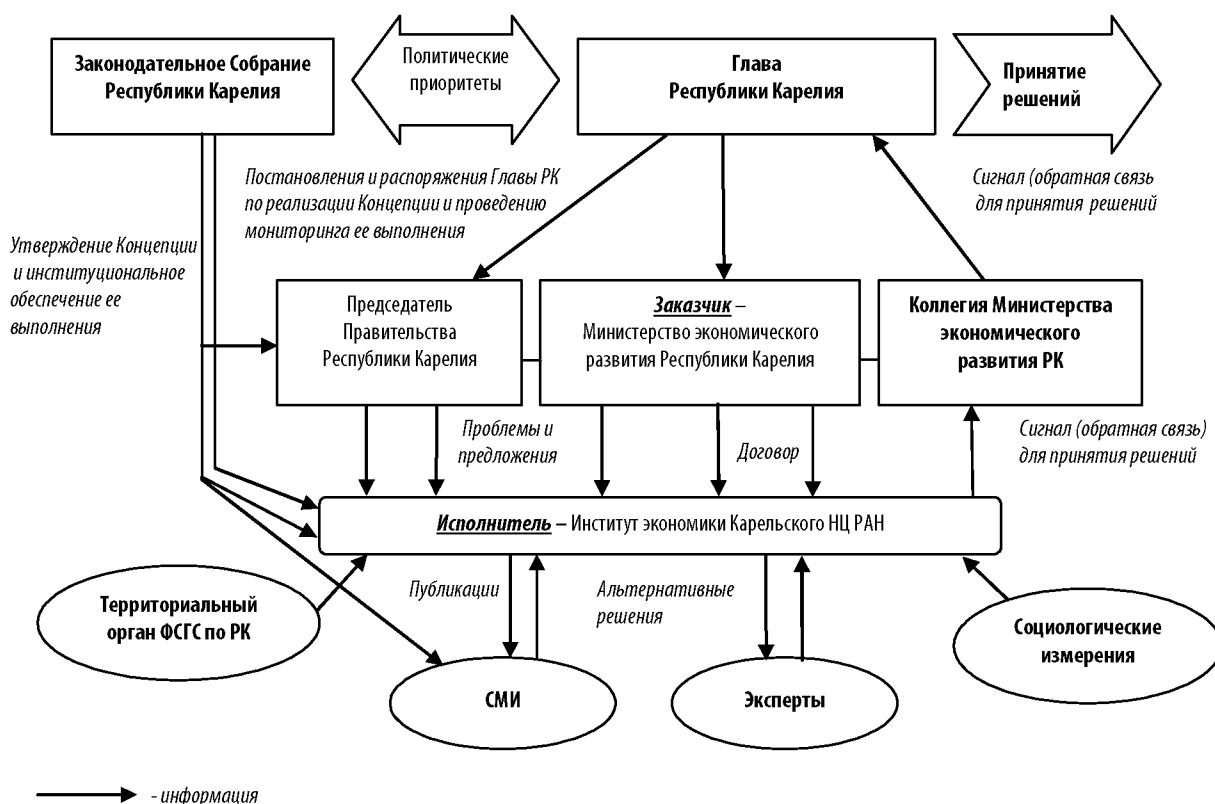 Законодательное Собрание
Республики Карелия
Политические
приоритеты
Глава
Республики Карелия
Принятие
решений
Постановления и распоряжения Главы РК
по реализации Концепции и проведению
мониторинга ее выполнения
Сигнал (обратная связь
для принятия решений
Утверждение Концепции
и институциональное
обеспечение ее
выполнения
Председатель
Правительства
Республики Карелия
Заказчик –
Министерство экономического
развития Республики Карелия
Коллегия Министерства
экономического
развития РК
Проблемы и
предложения
Договор
Сигнал (обратная связь)
для принятия решений
Исполнитель – Институт экономики Карельского НЦ РАН
Территориальный
орган ФСГС по РК
Публикации
Альтернативные
решения
Социологические
измерения
СМИ
Эксперты
- информация